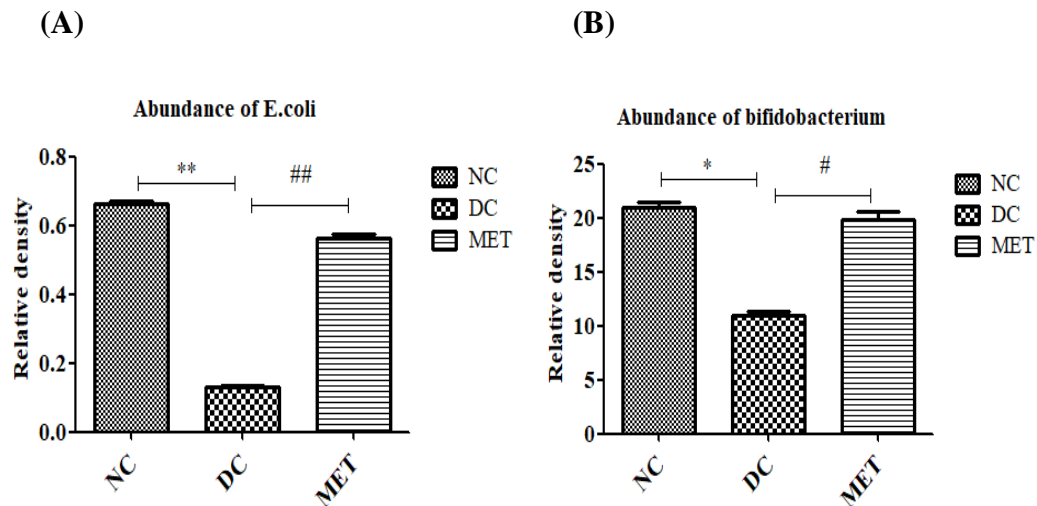 (A)
Abundance of E.coli
Relative density
0.8
0.6
0.4
0.2
0.0
**
##
NC
DC
MET
NC
DC
MET
(B)
Abundance of bifidobacterium
Relative density
25
20
15
10
5
0
*
#
NC
DC
MET
NC
DC
MET